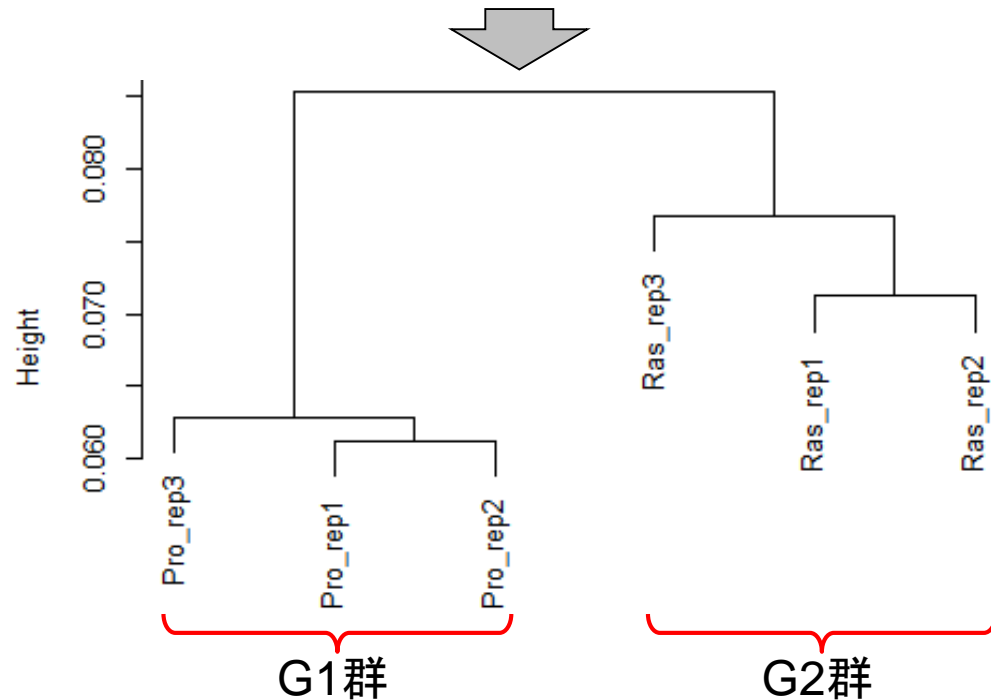 Height
0.080
0.070
0.060
Ras_rep3
Ras_rep1
Ras_rep2
Pro_rep3
Pro_rep1
Pro_rep2
G1群
G2群